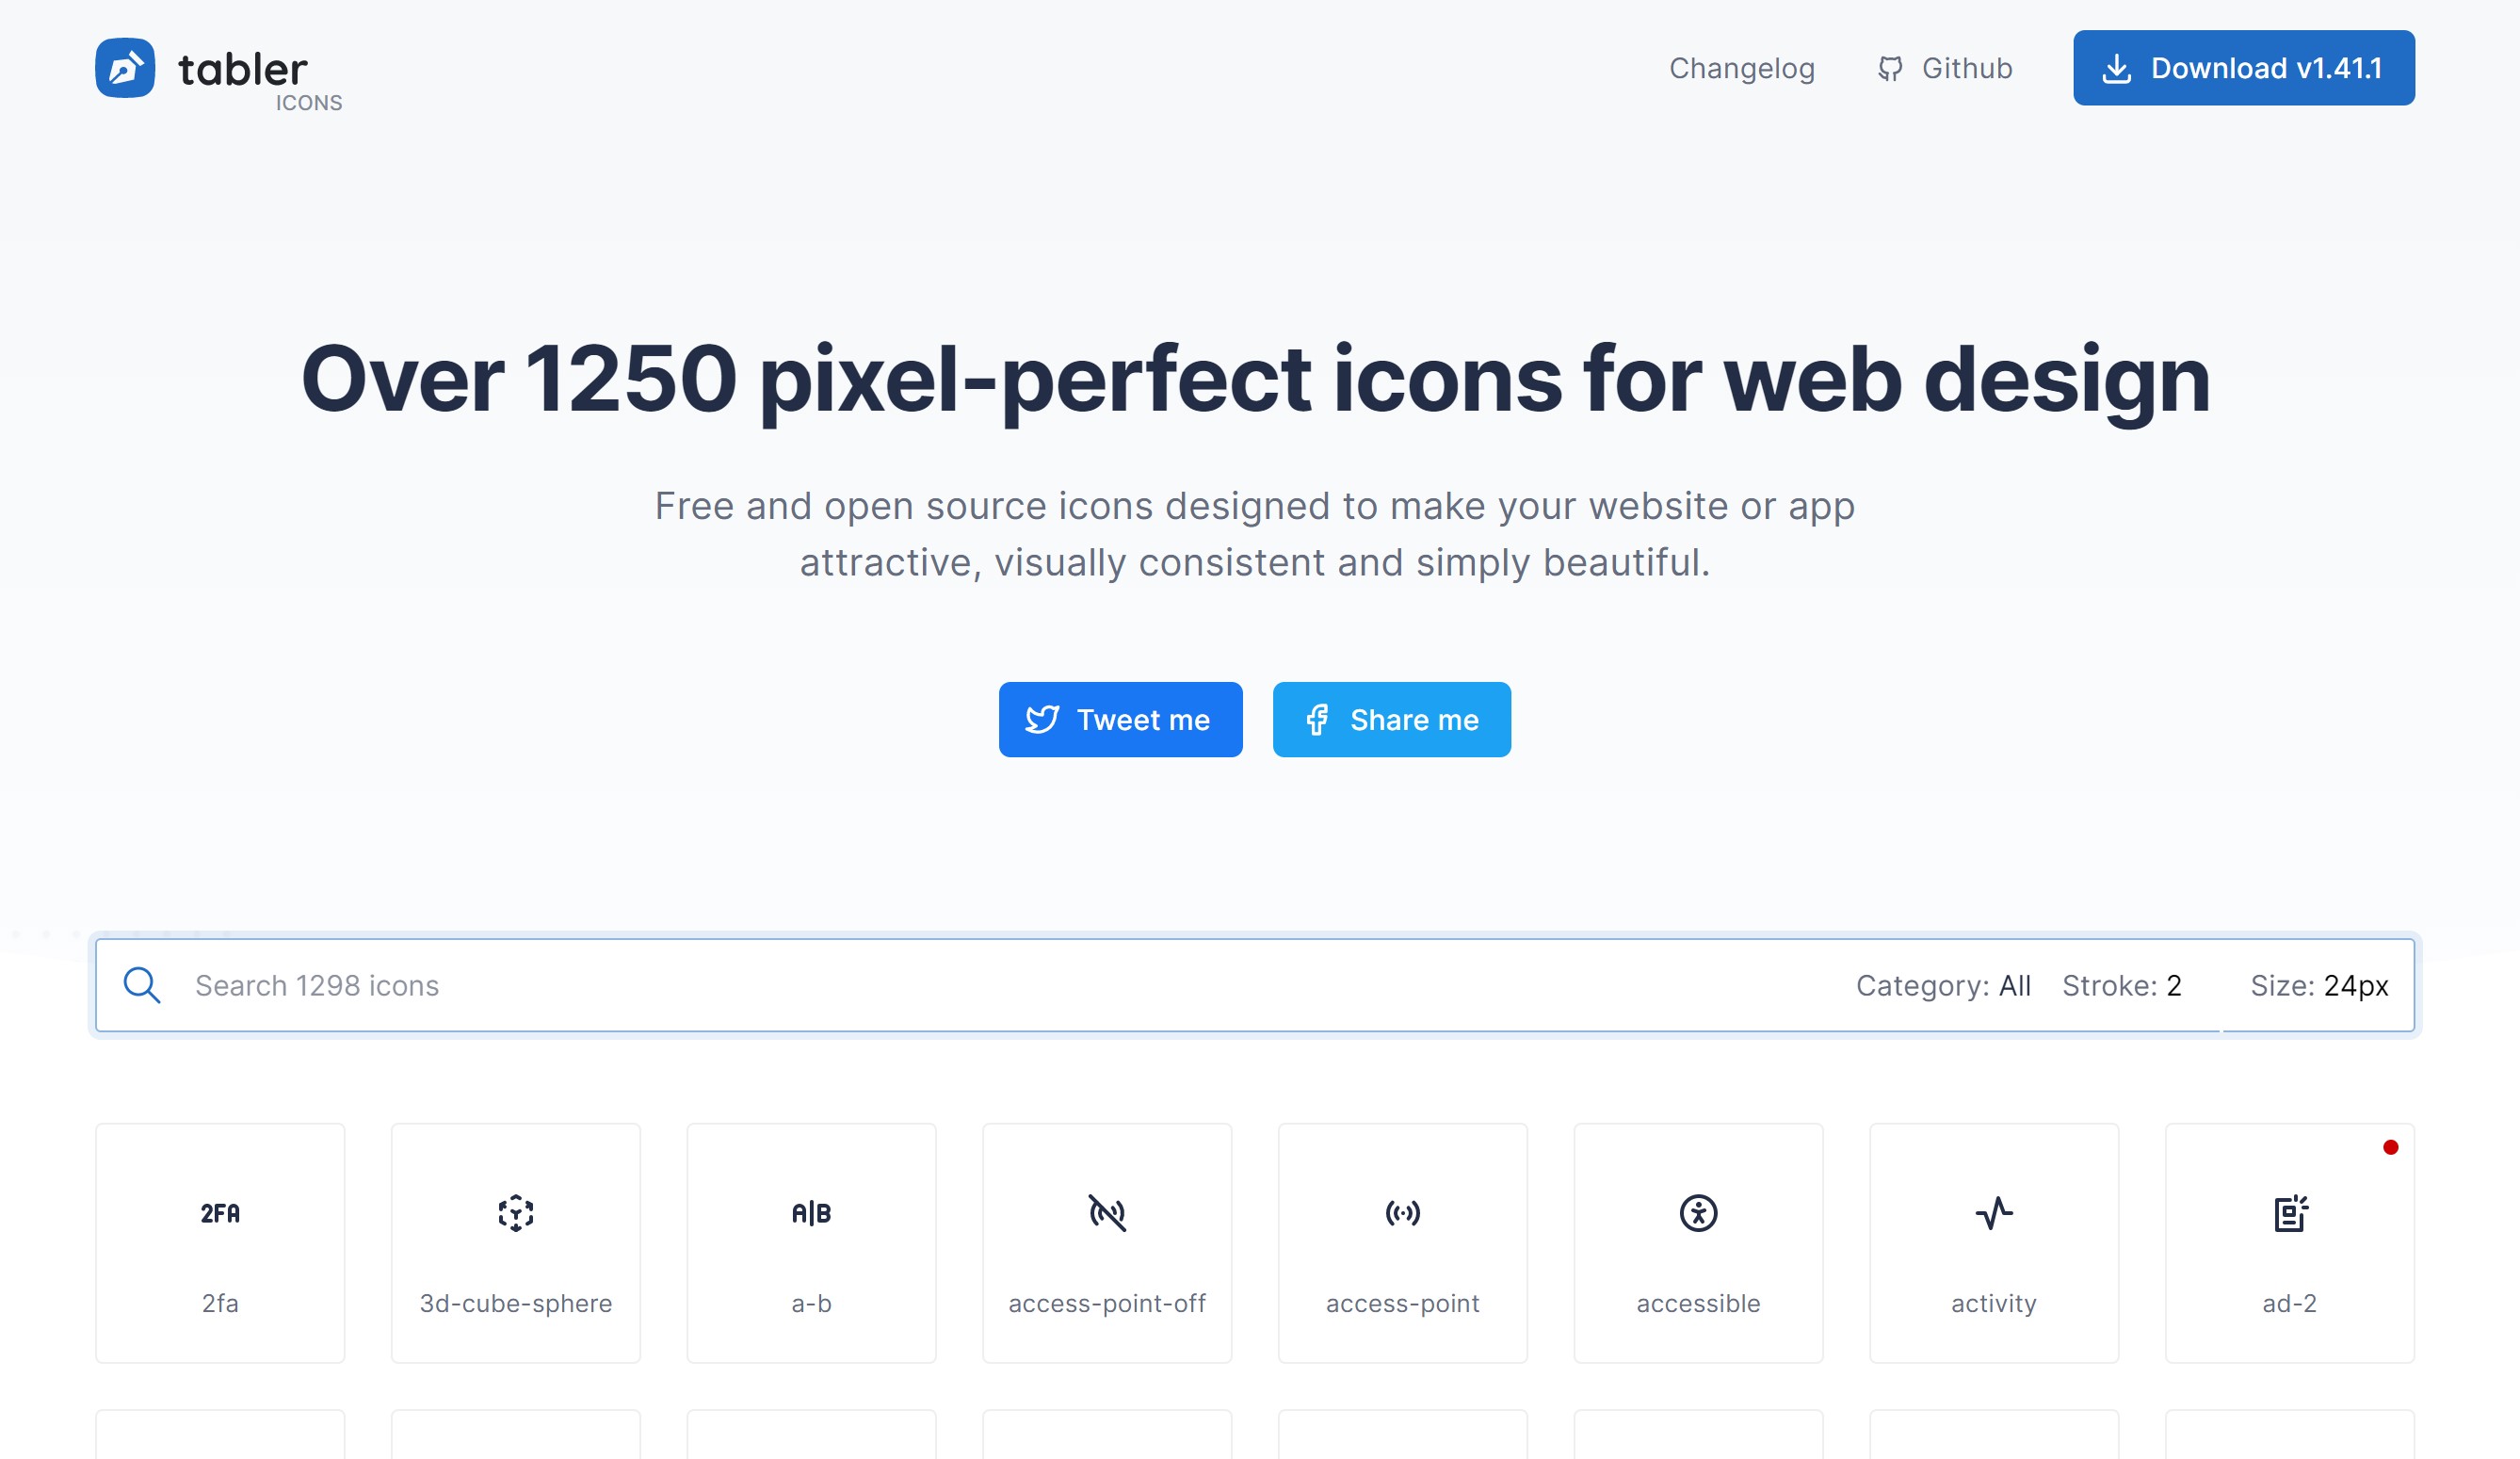 tabler
ICONS
Changelog
Github
Download v1.41.1
Over 1250 pixel-perfect icons for web design
Free and open source icons designed to make your website or app
attractive, visually consistent and simply beautiful.
Tweet me
Share me
Search 1298 icons
Category: All
Stroke: 2
Size: 24px
2FA
A|B
2fa
3d-cube-sphere
a-b
access-point-off
access-point
accessible
activity
ad-2